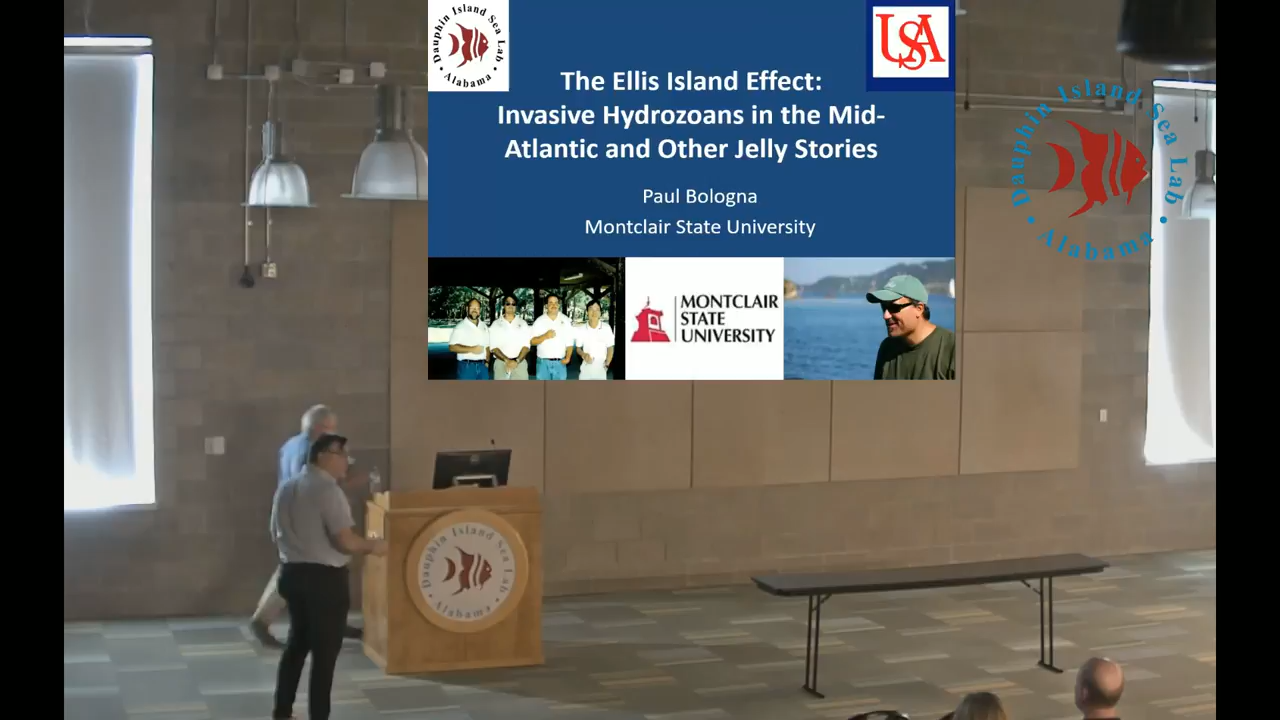 Dauphin Island Sea Lab
Alabama
USA
The Ellis Island Effect:
Invasive Hydrozoans in the Mid-
Atlantic and Other Jelly Stories
Paul Bologna
Montclair State University
MONTCLAIR
STATE
UNIVERSITY
Dauphin Island Sea Lab
Alabama
Dauphin Island Sea Lab
Alabama